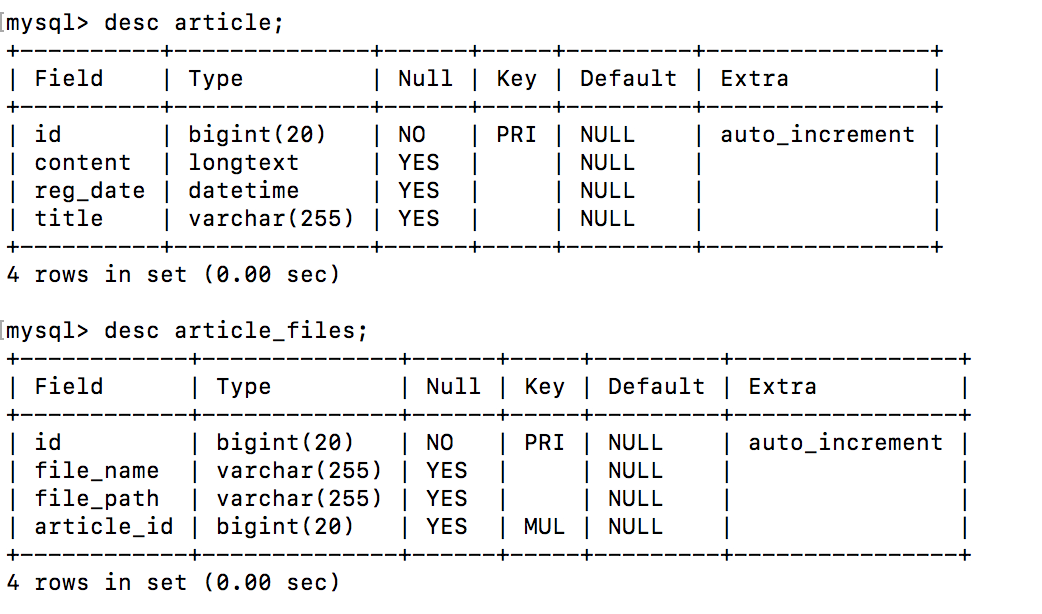 [mysql> desc article;
+----------+---------------+------+-----+---------+----------------+
| Field    | Type         | Null | Key | Default | Extra          |
+----------+---------------+------+-----+---------+----------------+
| id       | bigint(20)   | NO   | PRI | NULL    | auto_increment |
| content  | longtext     | YES  |     | NULL    |                |
| reg_date | datetime     | YES  |     | NULL    |                |
| title    | varchar(255) | YES  |     | NULL    |                |
+----------+---------------+------+-----+---------+----------------+
4 rows in set (0.00 sec)
[mysql> desc article_files;
+------------+--------------+------+-----+---------+----------------+
| Field      | Type         | Null | Key | Default | Extra          |
+------------+--------------+------+-----+---------+----------------+
| id         | bigint(20)   | NO   | PRI | NULL    | auto_increment |
| file_name  | varchar(255) | YES  |     | NULL    |                |
| file_path  | varchar(255) | YES  |     | NULL    |                |
| article_id | bigint(20)   | YES  | MUL | NULL    |                |
+------------+--------------+------+-----+---------+----------------+
4 rows in set (0.00 sec)